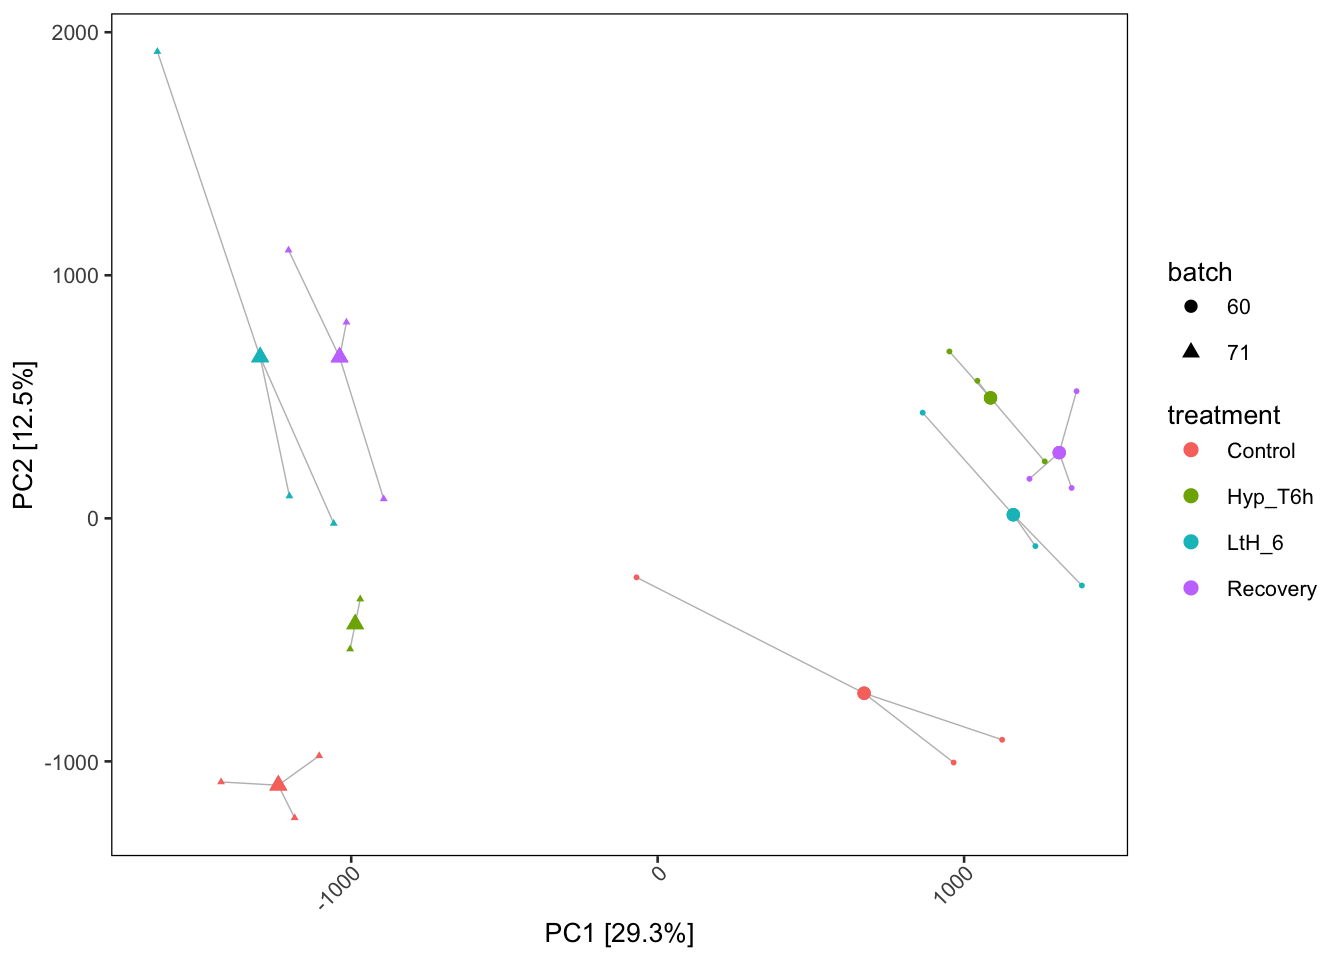 2000
1000
0
-1000
PC2 [12.5%]
-1000
0
1000
PC1 [29.3%]
batch
60
71
treatment
Control
Hyp_T6h
LtH_6
Recovery